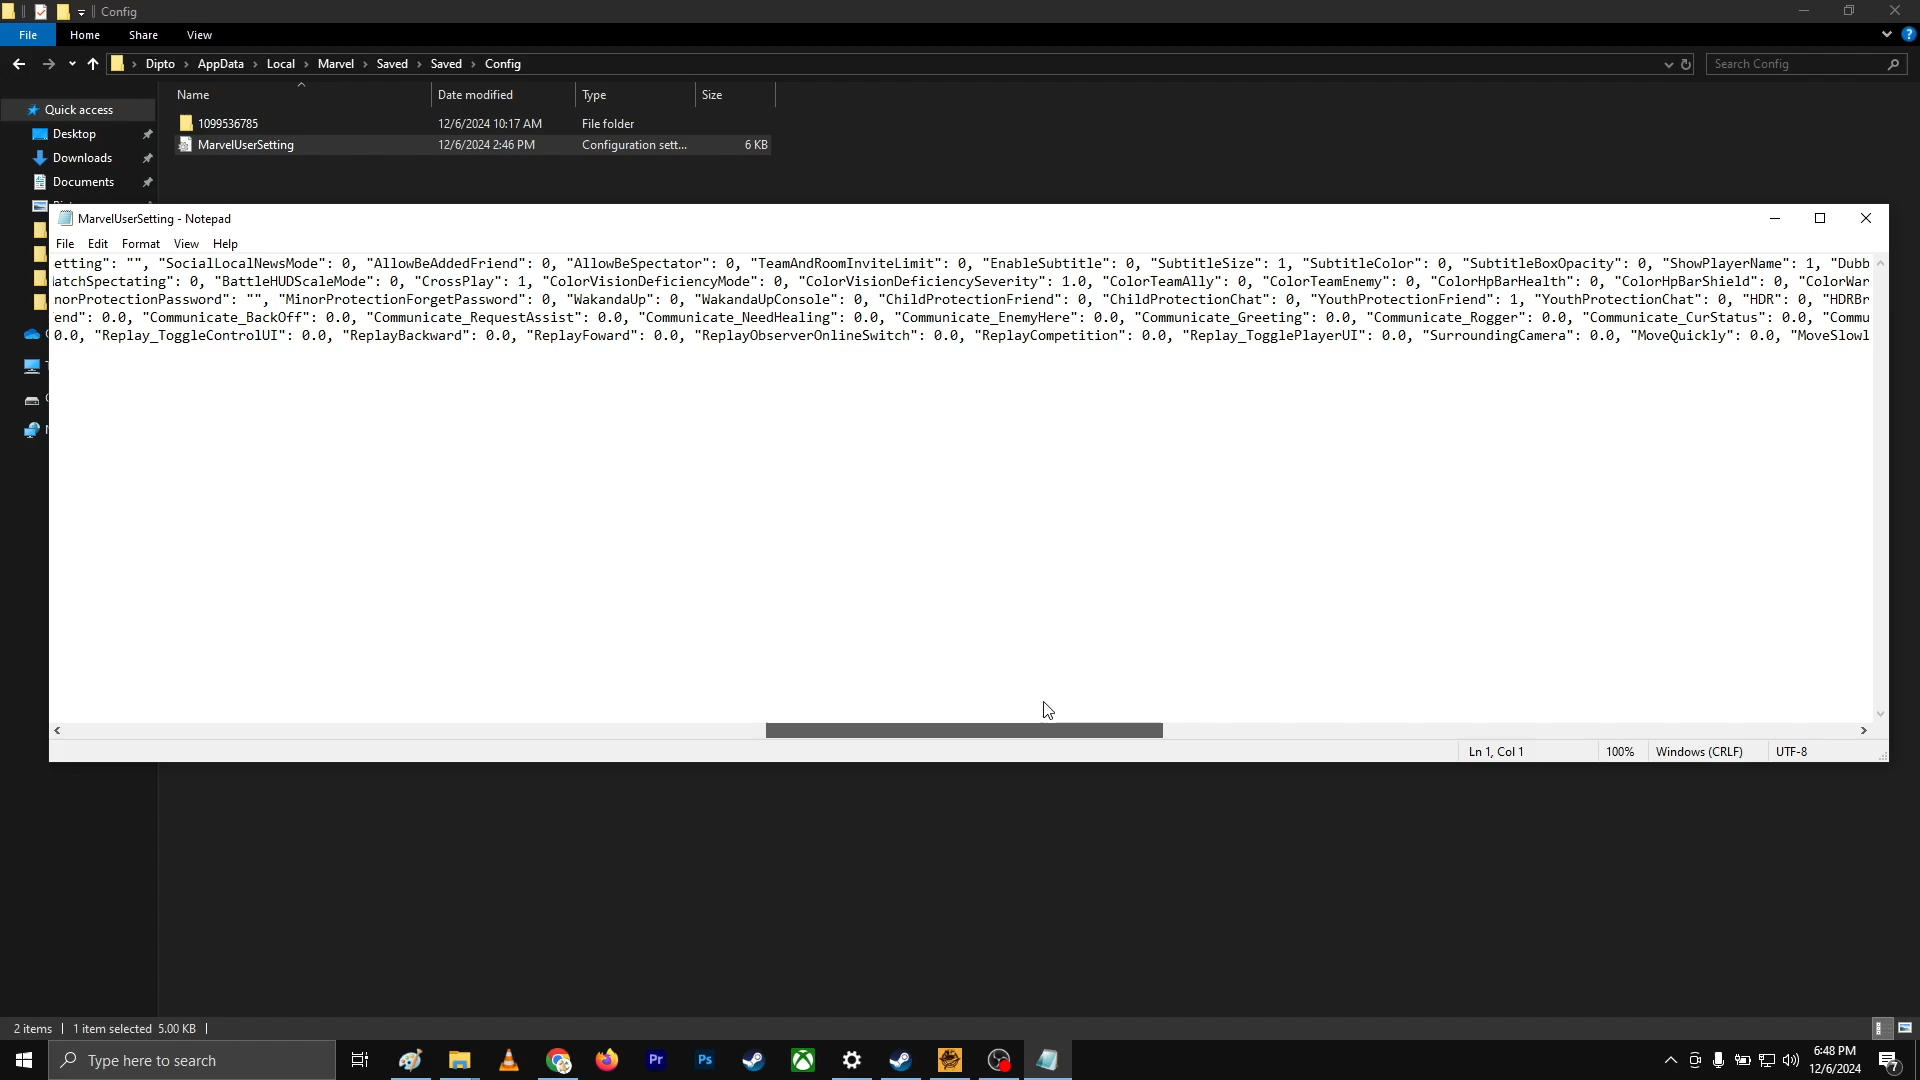 Config
File Home Share View
Dipto AppData Local Marvel Saved Saved Config
Search Config
Name Date modified Type Size
Quick access
1099536785 12/6/2024 10:17 AM File folder
Desktop
MarvelUserSetting 12/6/2024 2:46 PM Configuration sett... 6 KB
Downloads
Documents
MarvelUserSetting - Notepad
File Edit Format View Help
etting": "", "SocialLocalNewsMode": 0, "AllowBeAddedFriend": 0, "AllowBeSpectator": 0, "TeamAndRoomInviteLimit": 0, "EnableSubtitle": 0, "SubtitleSize": 1, "SubtitleColor": 0, "SubtitleBoxOpacity": 0, "ShowPlayerName": 1, "Dubb
atchSpectating": 0, "BattleHUDScaleMode": 0, "CrossPlay": 1, "ColorVisionDeficiencyMode": 0, "ColorVisionDeficiencySeverity": 1.0, "ColorTeamAlly": 0, "ColorTeamEnemy": 0, "ColorHpBarHealth": 0, "ColorHpBarShield": 0, "ColorWar
norProtectionPassword": "", "MinorProtectionForgetPassword": 0, "WakandaUp": 0, "WakandaUpConsole": 0, "ChildProtectionFriend": 0, "ChildProtectionChat": 0, "YouthProtectionFriend": 1, "YouthProtectionChat": 0, "HDR": 0, "HDRBr
end": 0.0, "Communicate_BackOff": 0.0, "Communicate_RequestAssist": 0.0, "Communicate_NeedHealing": 0.0, "Communicate_EnemyHere": 0.0, "Communicate_Greeting": 0.0, "Communicate_Rogger": 0.0, "Communicate_CurStatus": 0.0, "Commu
0.0, "Replay_ToggleControlUI": 0.0, "ReplayBackward": 0.0, "ReplayFoward": 0.0, "ReplayObserverOnlineSwitch": 0.0, "ReplayCompetition": 0.0, "Replay_TogglePlayerUI": 0.0, "SurroundingCamera": 0.0, "MoveQuickly": 0.0, "MoveSlowl
Ln 1, Col 1 100% Windows (CRLF) UTF-8
2 items 1 item selected 5.00 KB
Type here to search
Pr
Ps
6:48 PM
12/6/2024
7